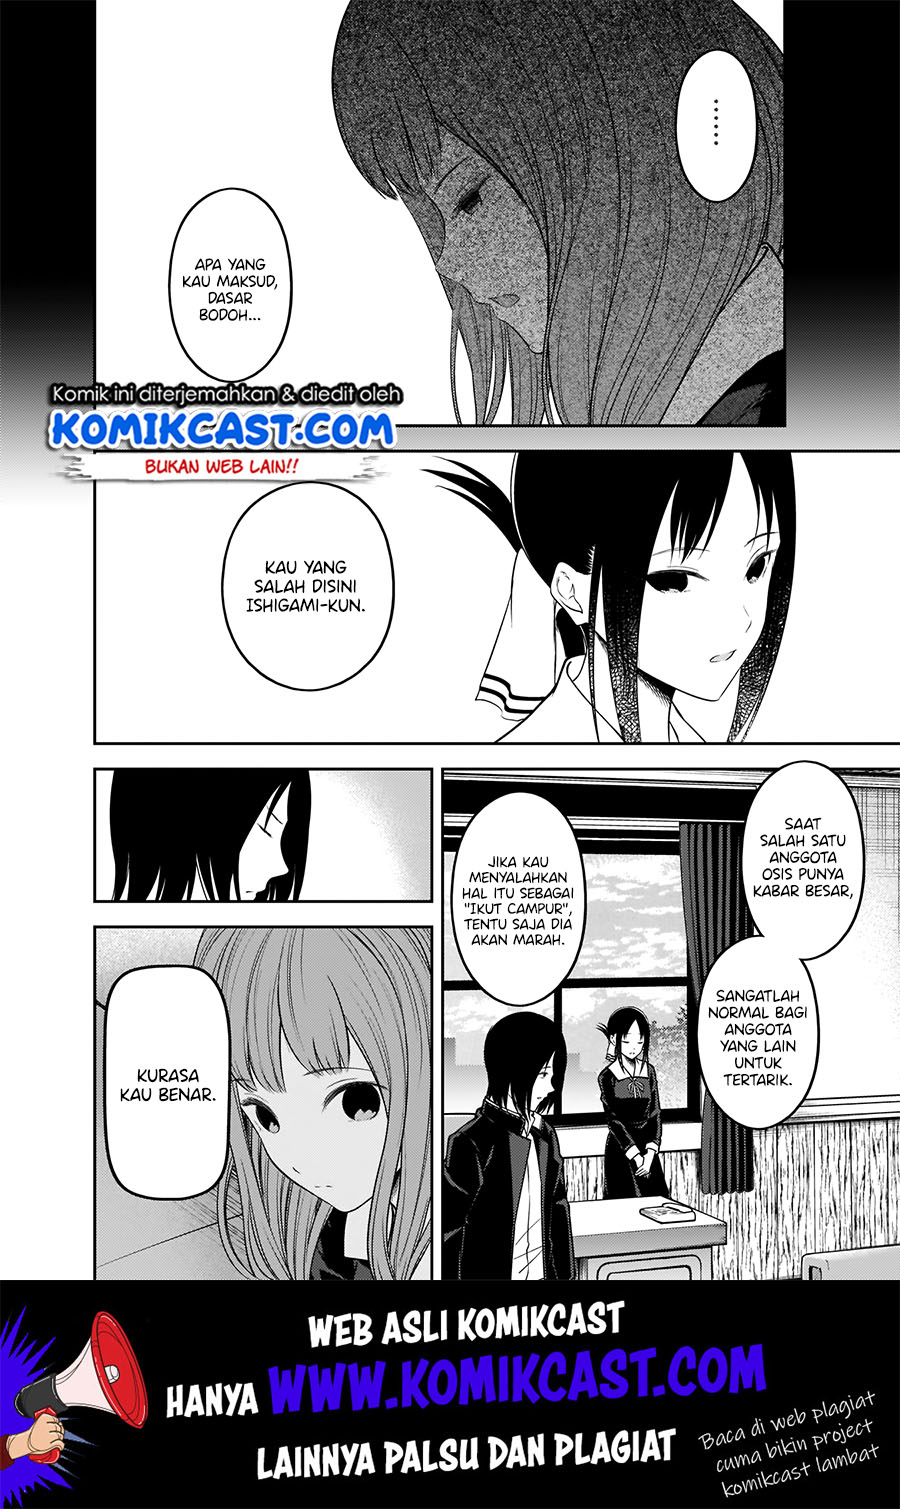 .........
APA YANG
KAU MAKSUD,
DASAR
BODOH...
Komik ini diterjemahkan & diedit oleh
KOMIKCAST.COM
BUKAN WEB LAIN!!
KAU YANG
SALAH DISINI
ISHIGAMI-KUN.
SAAT
SALAH SATU
ANGGOTA
OSIS PUNYA
KABAR BESAR,
SANGATLAH
NORMAL BAGI
ANGGOTA
YANG LAIN
UNTUK
TERTARIK.
JIKA KAU
MENYALAHKAN
HAL ITU SEBAGAI
"IKUT CAMPUR",
TENTU SAJA DIA
AKAN MARAH.
KURASA
KAU BENAR.
WEB ASLI KOMIKCAST
HANYA WWW.KOMIKCAST.COM
LAINNYA PALSU DAN PLAGIAT
Baca di web plagiat
cuma bikin project
komikcast lambat